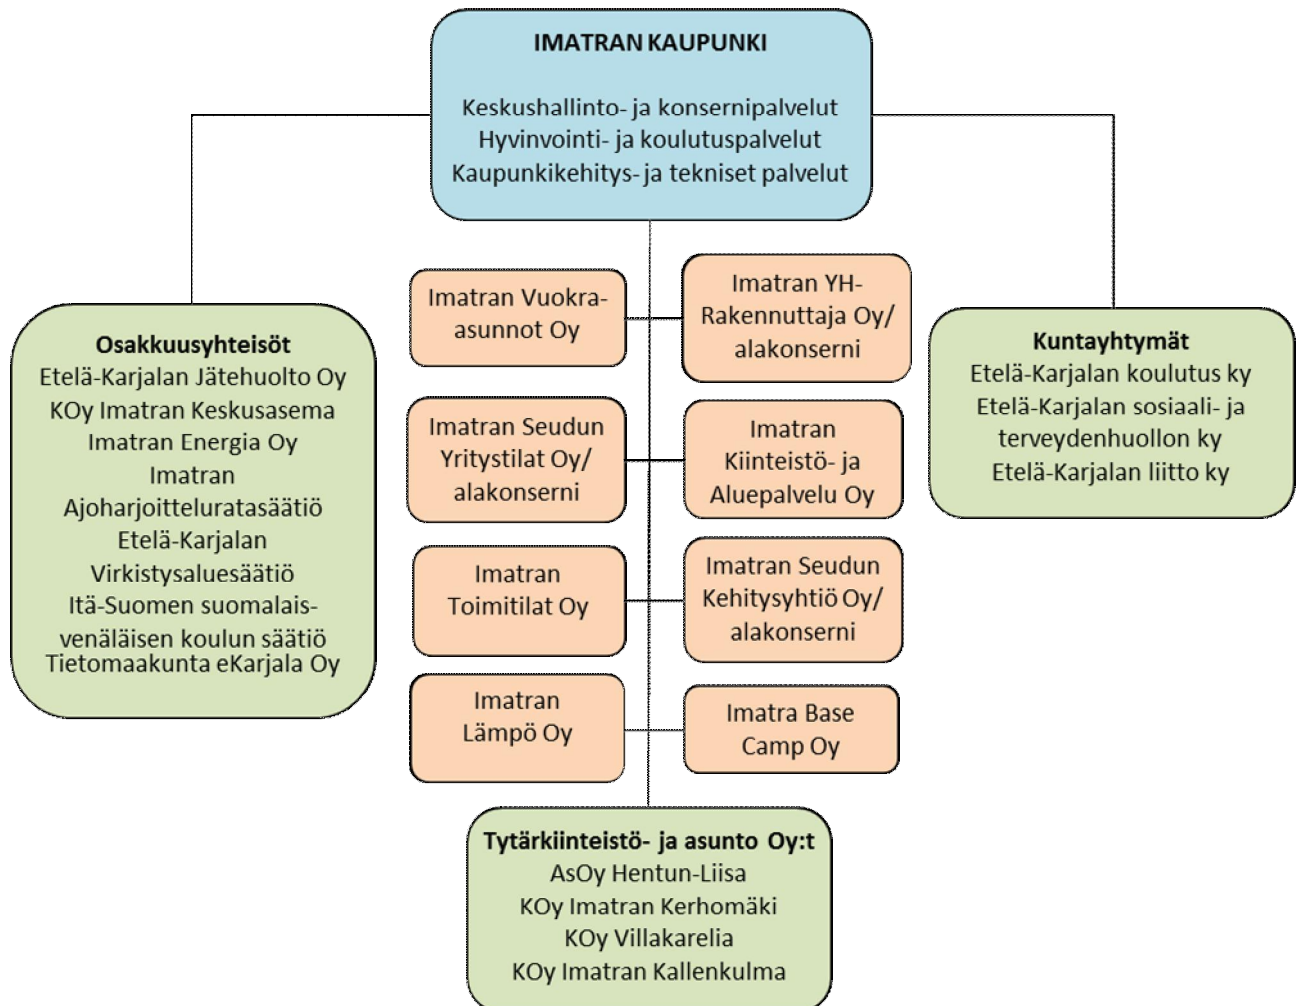 IMATRAN KAUPUNKI
Keskushallinto- ja konsernipalvelut
Hyvinvointi- ja koulutuspalvelut
Kaupunkikehitys- ja tekniset palvelut
Osakkuusyhteisöt
Etelä-Karjalan Jätehuolto Oy
KOy Imatran Keskusasema
Imatran Energia Oy
Imatran
Ajoharjoitteluratasäätiö
Etelä-Karjalan
Virkistysaluesäätiö
Itä-Suomen suomalais-
venäläisen koulun säätiö
Tietomaakunta eKarjala Oy
Imatran Vuokra-
asunnot Oy
Imatran YH-
Rakennuttaja Oy/
alakonserni
Imatran Seudun
Yritystilat Oy/
alakonserni
Imatran
Kiinteistö- ja
Aluepalvelu Oy
Imatran
Toimitilat Oy
Imatran Seudun
Kehitysyhtiö Oy/
alakonserni
Imatran
Lämpö Oy
Imatra Base
Camp Oy
Kuntayhtymät
Etelä-Karjalan koulutus ky
Etelä-Karjalan sosiaali- ja
terveydenhuollon ky
Etelä-Karjalan liitto ky
Tytärkiinteistö- ja asunto Oy:t
AsOy Hentun-Liisa
KOy Imatran Kerhomäki
KOy Villakarelia
KOy Imatran Kallenkulma